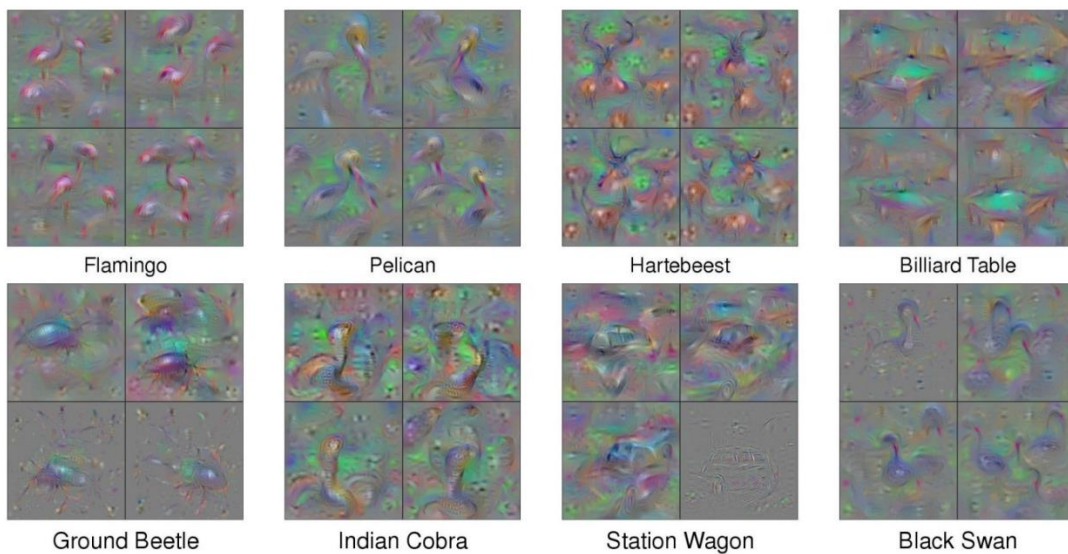 Flamingo
Pelican
Hartebeest
Billiard Table
Ground Beetle
Indian Cobra
Station Wagon
Black Swan